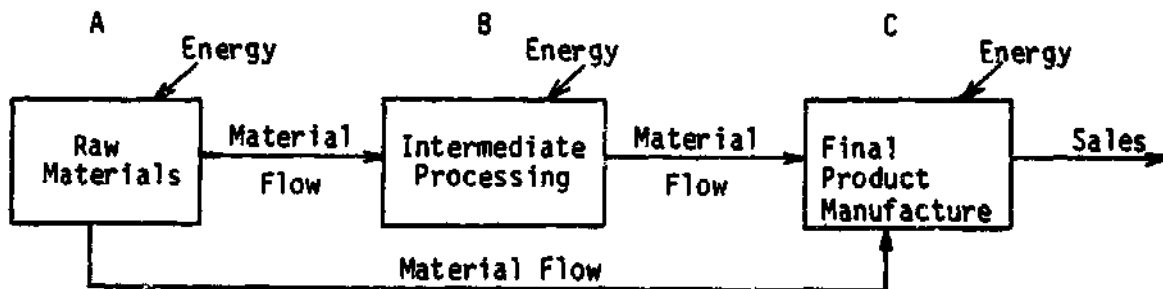 A B C
Energy Energy Energy
Raw
Materials
Material
Flow
Intermediate
Processing
Material
Flow
Final
Product
Manufacture
Sales
Material Flow